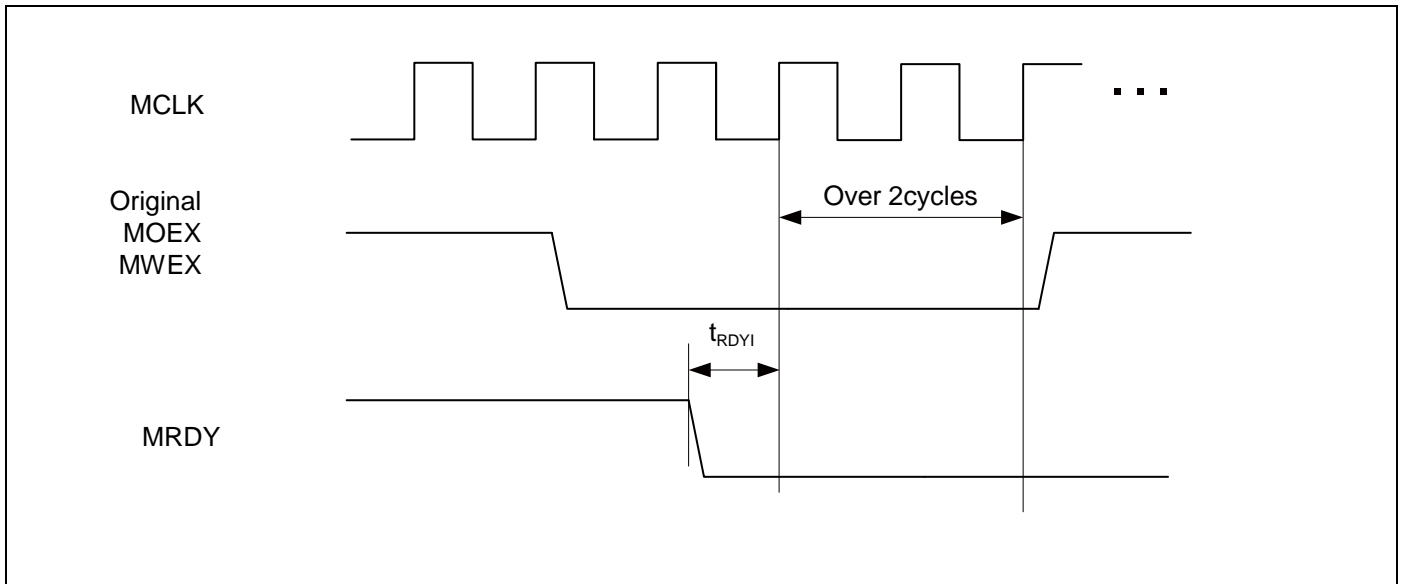 MCLK
Over 2cycles
Original
MOEX
MWEX
tRDYI
MRDY